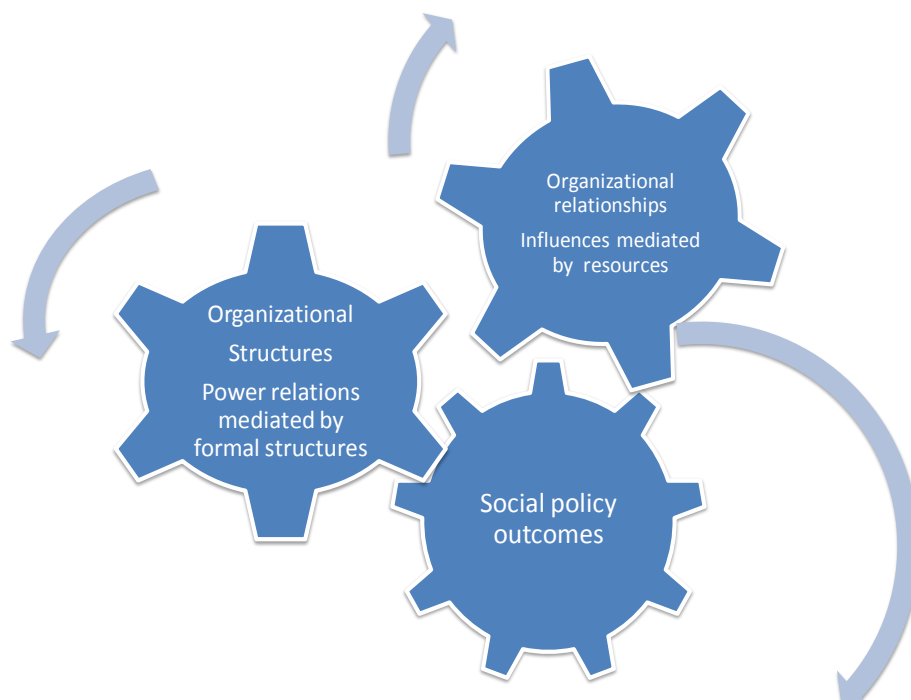 Organizational
relationships
Influences mediated
by resources
Organizational
Structures
Power relations
mediated by
formal structures
Social policy
outcomes